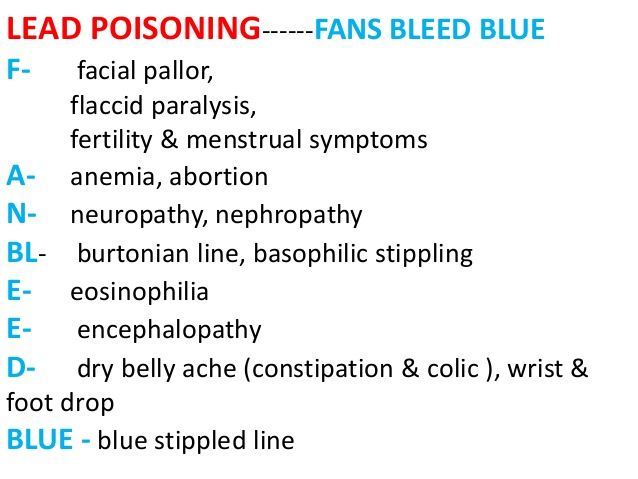 LEAD POISONING------FANS BLEED BLUE
F- facial pallor,
flaccid paralysis,
fertility & menstrual symptoms
A- anemia, abortion
N- neuropathy, nephropathy
BL- burtonian line, basophilic stippling
E- eosinophilia
E- encephalopathy
D- dry belly ache (constipation & colic ), wrist &
foot drop
BLUE - blue stippled line